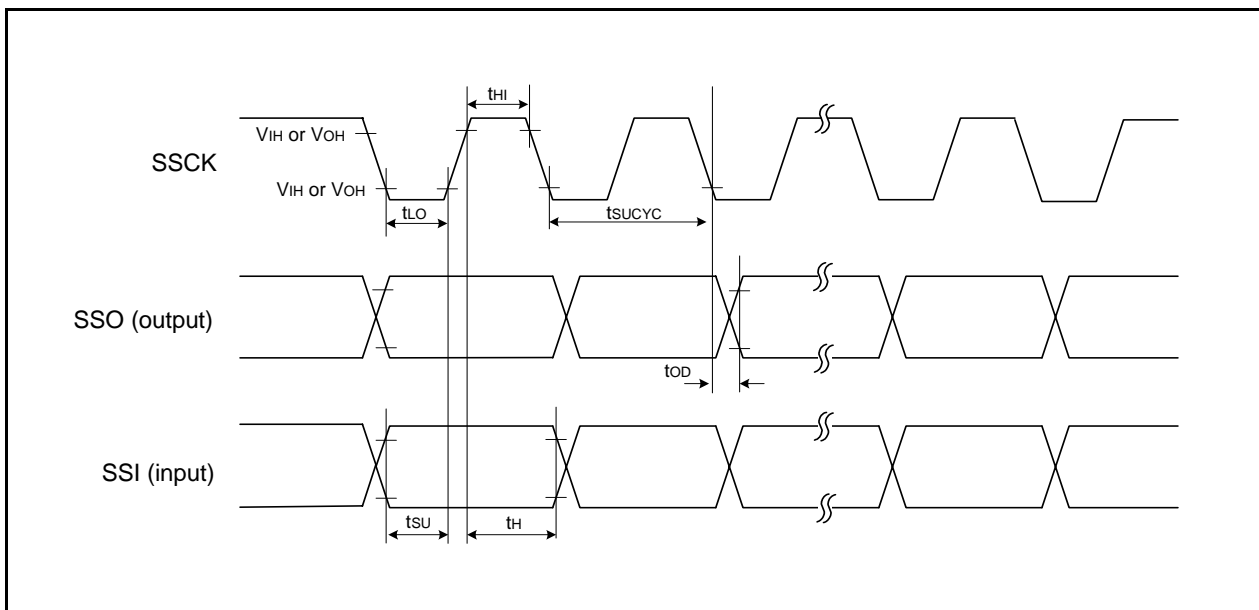 tHI
VIH or VOH
SSCK
VIH or VOH
tLO
tSUCYC
SSO (output)
tOD
SSI (input)
tSU
tH